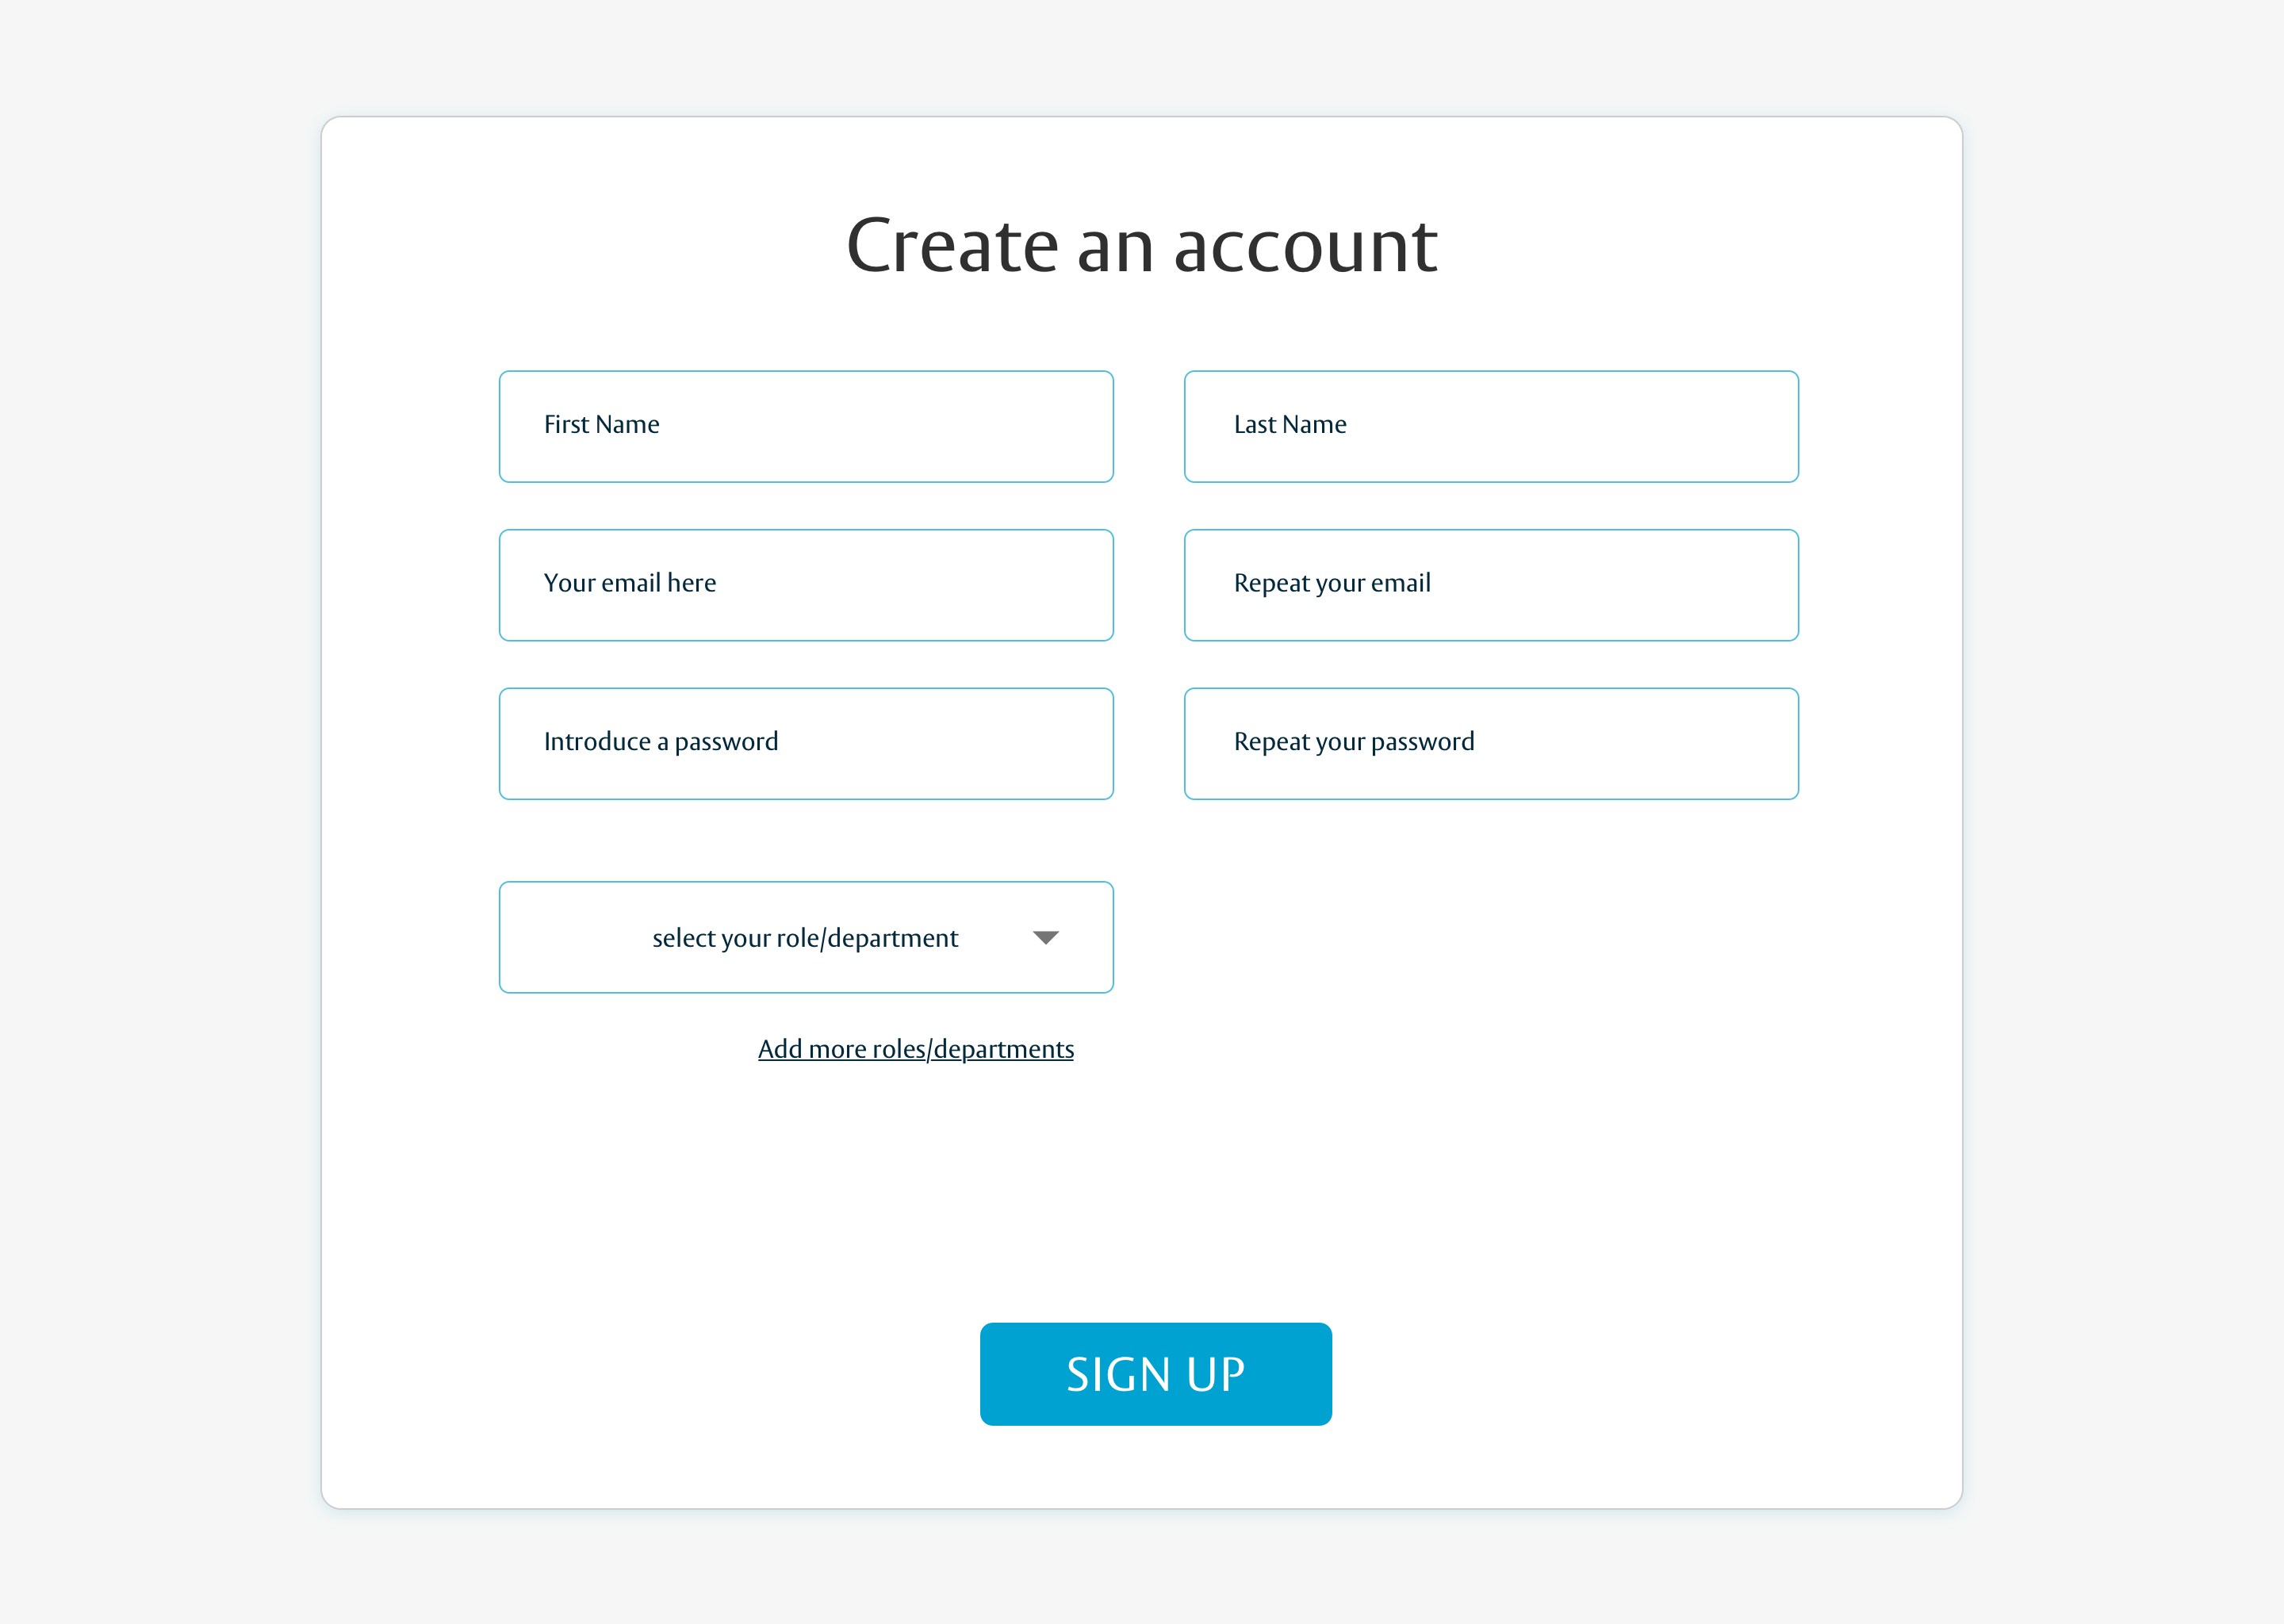 Create an account
First Name
Last Name
Your email here
Repeat your email
Introduce a password
Repeat your password
select your role/department
Add more roles/departments
SIGN UP